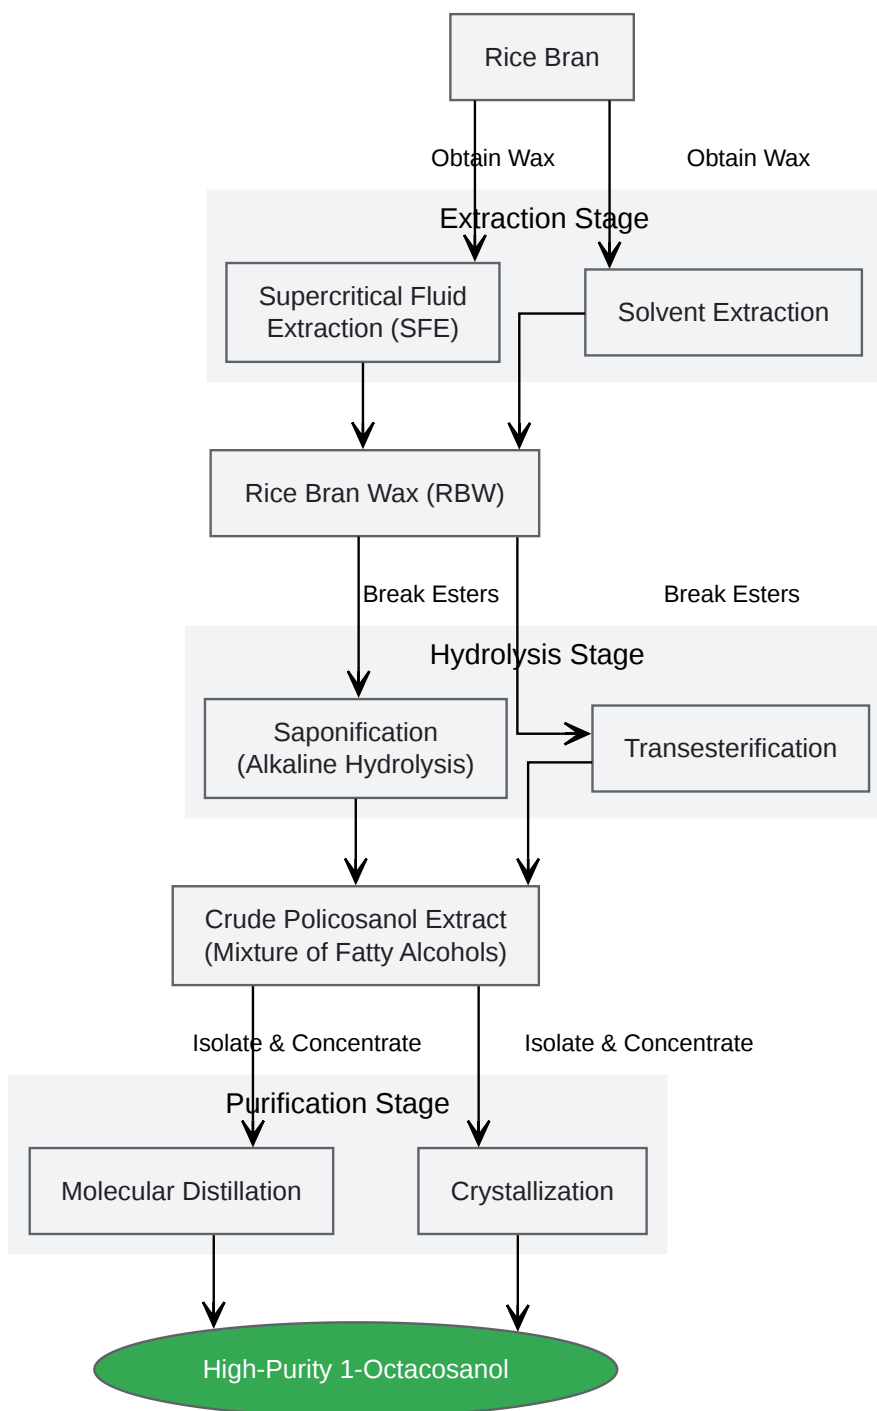 Rice Bran
Obtain Wax
Obtain Wax
Extraction Stage
Supercritical Fluid
Extraction (SFE)
Solvent Extraction
Rice Bran Wax (RBW)
Break Esters
Break Esters
Hydrolysis Stage
Saponification
(Alkaline Hydrolysis)
Transesterification
Crude Policosanol Extract
(Mixture of Fatty Alcohols)
Isolate & Concentrate
Isolate & Concentrate
Purification Stage
Molecular Distillation
Crystallization
High-Purity 1-Octacosanol